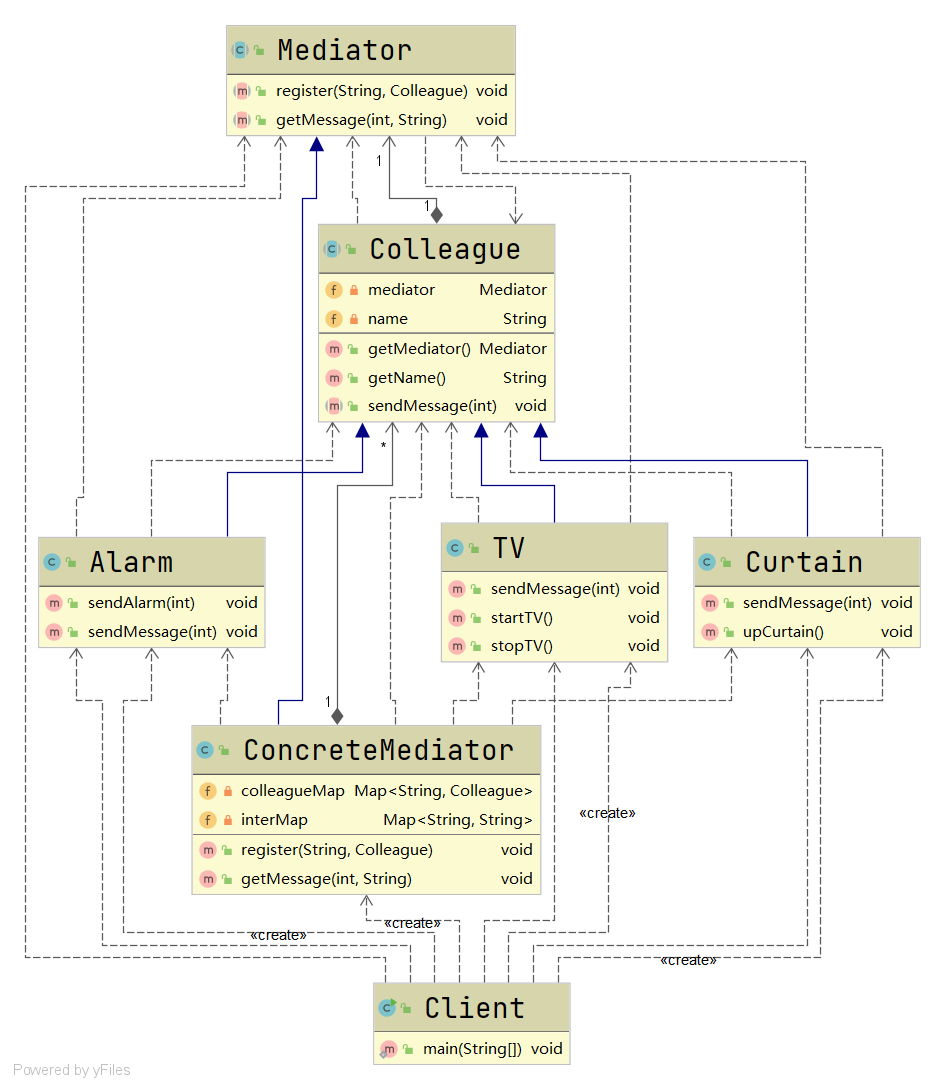 Mediator
register(String, Colleague) void
getMessage(int, String) void
1
1
Colleague
mediator Mediator
name String
getMediator() Mediator
getName() String
sendMessage(int) void
*
Alarm
sendAlarm(int) void
sendMessage(int) void
TV
sendMessage(int) void
startTV() void
stopTV() void
Curtain
sendMessage(int) void
upCurtain() void
1
ConcreteMediator
colleagueMap Map<String, Colleague>
interMap Map<String, String>
register(String, Colleague) void
getMessage(int, String) void
«create»
«create»
«create»
«create»
Client
main(String[]) void
Powered by yFiles